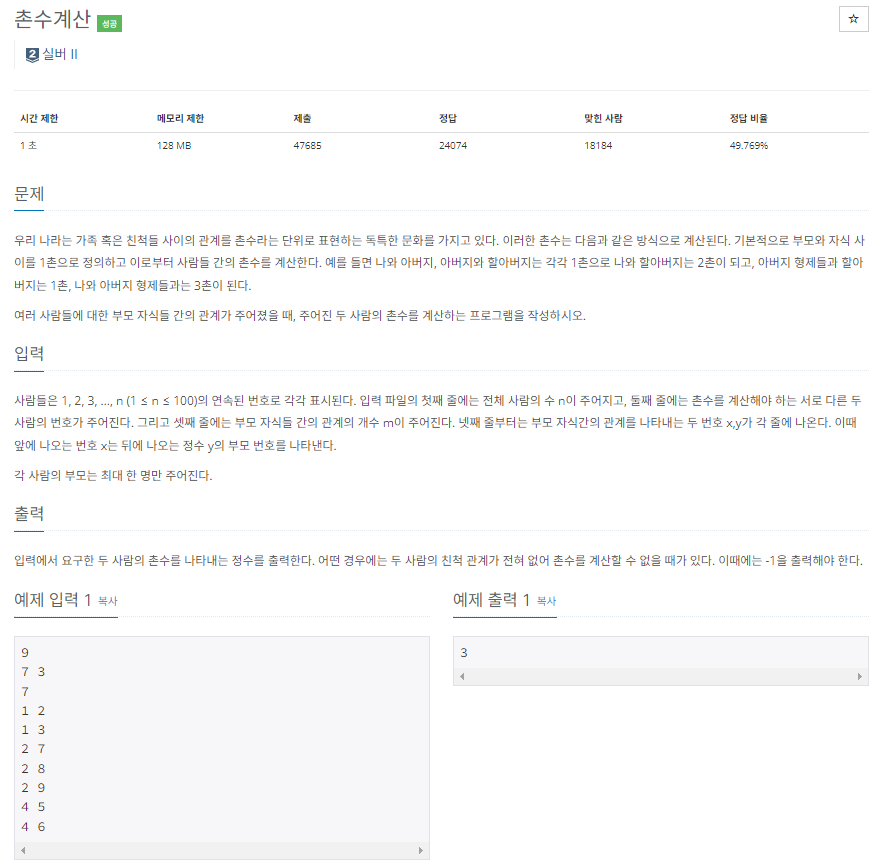 촌수계산 성공
☆
2 실버 II
시간 제한 메모리 제한 제출 정답 맞힌 사람 정답 비율
1 초 128 MB 47685 24074 18184 49.769%
문제
우리 나라는 가족 혹은 친척들 사이의 관계를 촌수라는 단위로 표현하는 독특한 문화를 가지고 있다. 이러한 촌수는 다음과 같은 방식으로 계산된다. 기본적으로 부모와 자식 사
이를 1촌으로 정의하고 이로부터 사람들 간의 촌수를 계산한다. 예를 들면 나와 아버지, 아버지와 할아버지는 각각 1촌으로 나와 할아버지는 2촌이 되고, 아버지 형제들과 할아
버지는 1촌, 나와 아버지 형제들과는 3촌이 된다.
여러 사람들에 대한 부모 자식들 간의 관계가 주어졌을 때, 주어진 두 사람의 촌수를 계산하는 프로그램을 작성하시오.
입력
사람들은 1, 2, 3, ..., n (1 ≤ n ≤ 100)의 연속된 번호로 각각 표시된다. 입력 파일의 첫째 줄에는 전체 사람의 수 n이 주어지고, 둘째 줄에는 촌수를 계산해야 하는 서로 다른 두
사람의 번호가 주어진다. 그리고 셋째 줄에는 부모 자식들 간의 관계의 개수 m이 주어진다. 넷째 줄부터는 부모 자식간의 관계를 나타내는 두 번호 x,y가 각 줄에 나온다. 이때
앞에 나오는 번호 x는 뒤에 나오는 정수 y의 부모 번호를 나타낸다.
각 사람의 부모는 최대 한 명만 주어진다.
출력
입력에서 요구한 두 사람의 촌수를 나타내는 정수를 출력한다. 어떤 경우에는 두 사람의 친척 관계가 전혀 없어 촌수를 계산할 수 없을 때가 있다. 이때에는 -1을 출력해야 한다.
예제 입력 1 복사
9
7 3
7
1 2
1 3
2 7
2 8
2 9
4 5
4 6
예제 출력 1 복사
3